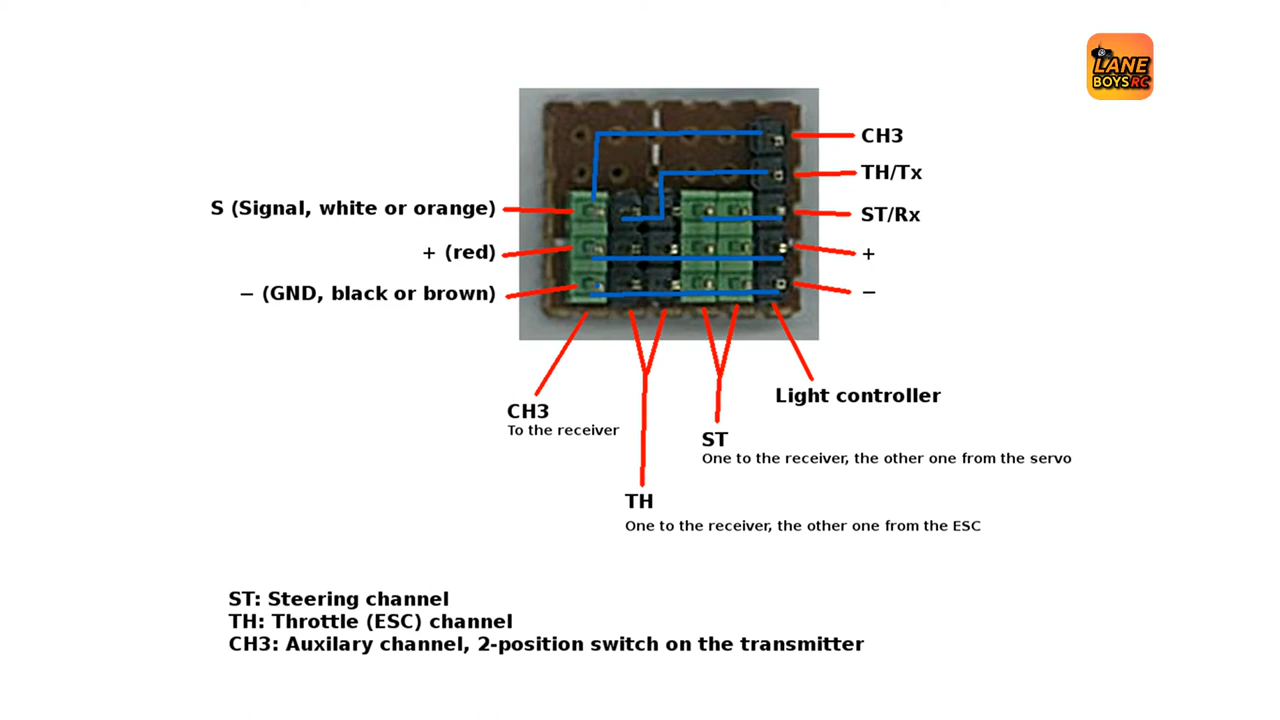 LANE
BOYSRC
CH3
TH/Tx
S (Signal, white or orange)
ST/Rx
+ (red)
+
− (GND, black or brown)
−
Light controller
CH3
To the receiver
ST
One to the receiver, the other one from the servo
TH
One to the receiver, the other one from the ESC
ST: Steering channel
TH: Throttle (ESC) channel
CH3: Auxilary channel, 2-position switch on the transmitter